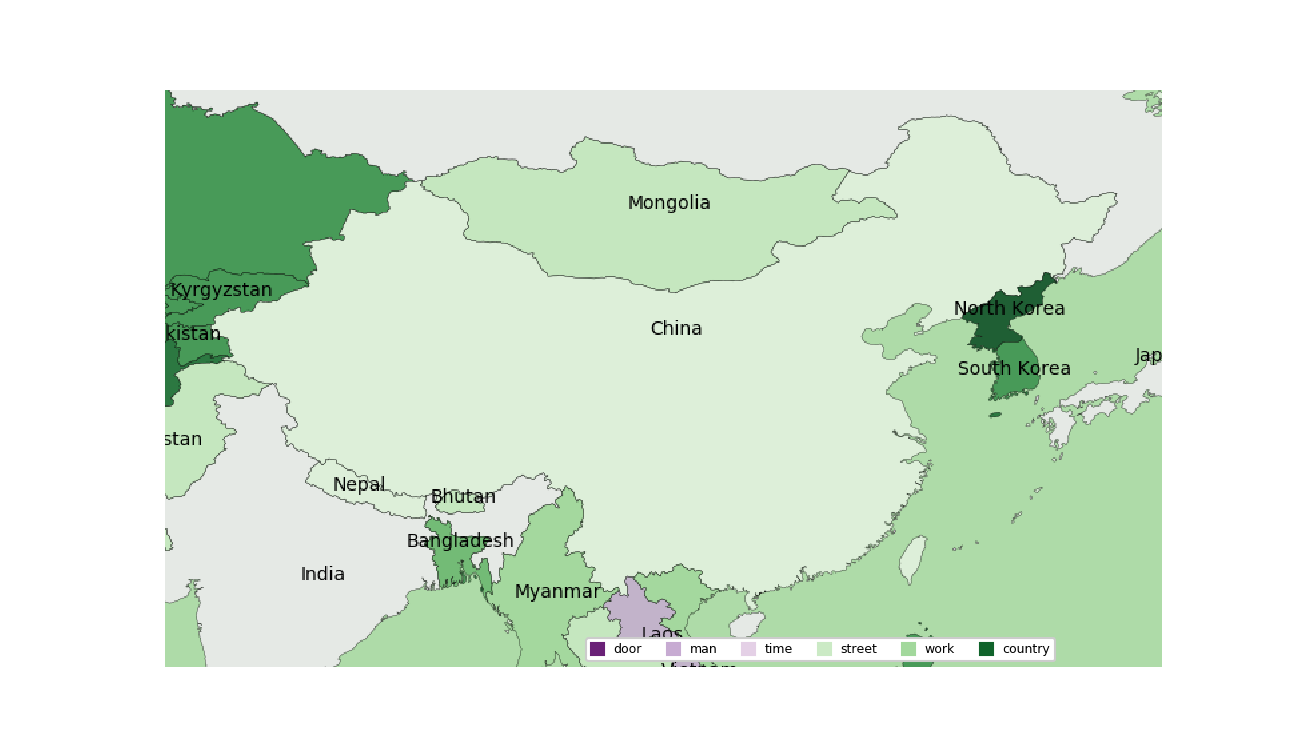 Mongolia
Kyrgyzstan
North Korea
China
kistan
Jap
South Korea
stan
Nepal
Bhutan
Bangladesh
India
Myanmar
Laos
door man time street work country
Vietnam